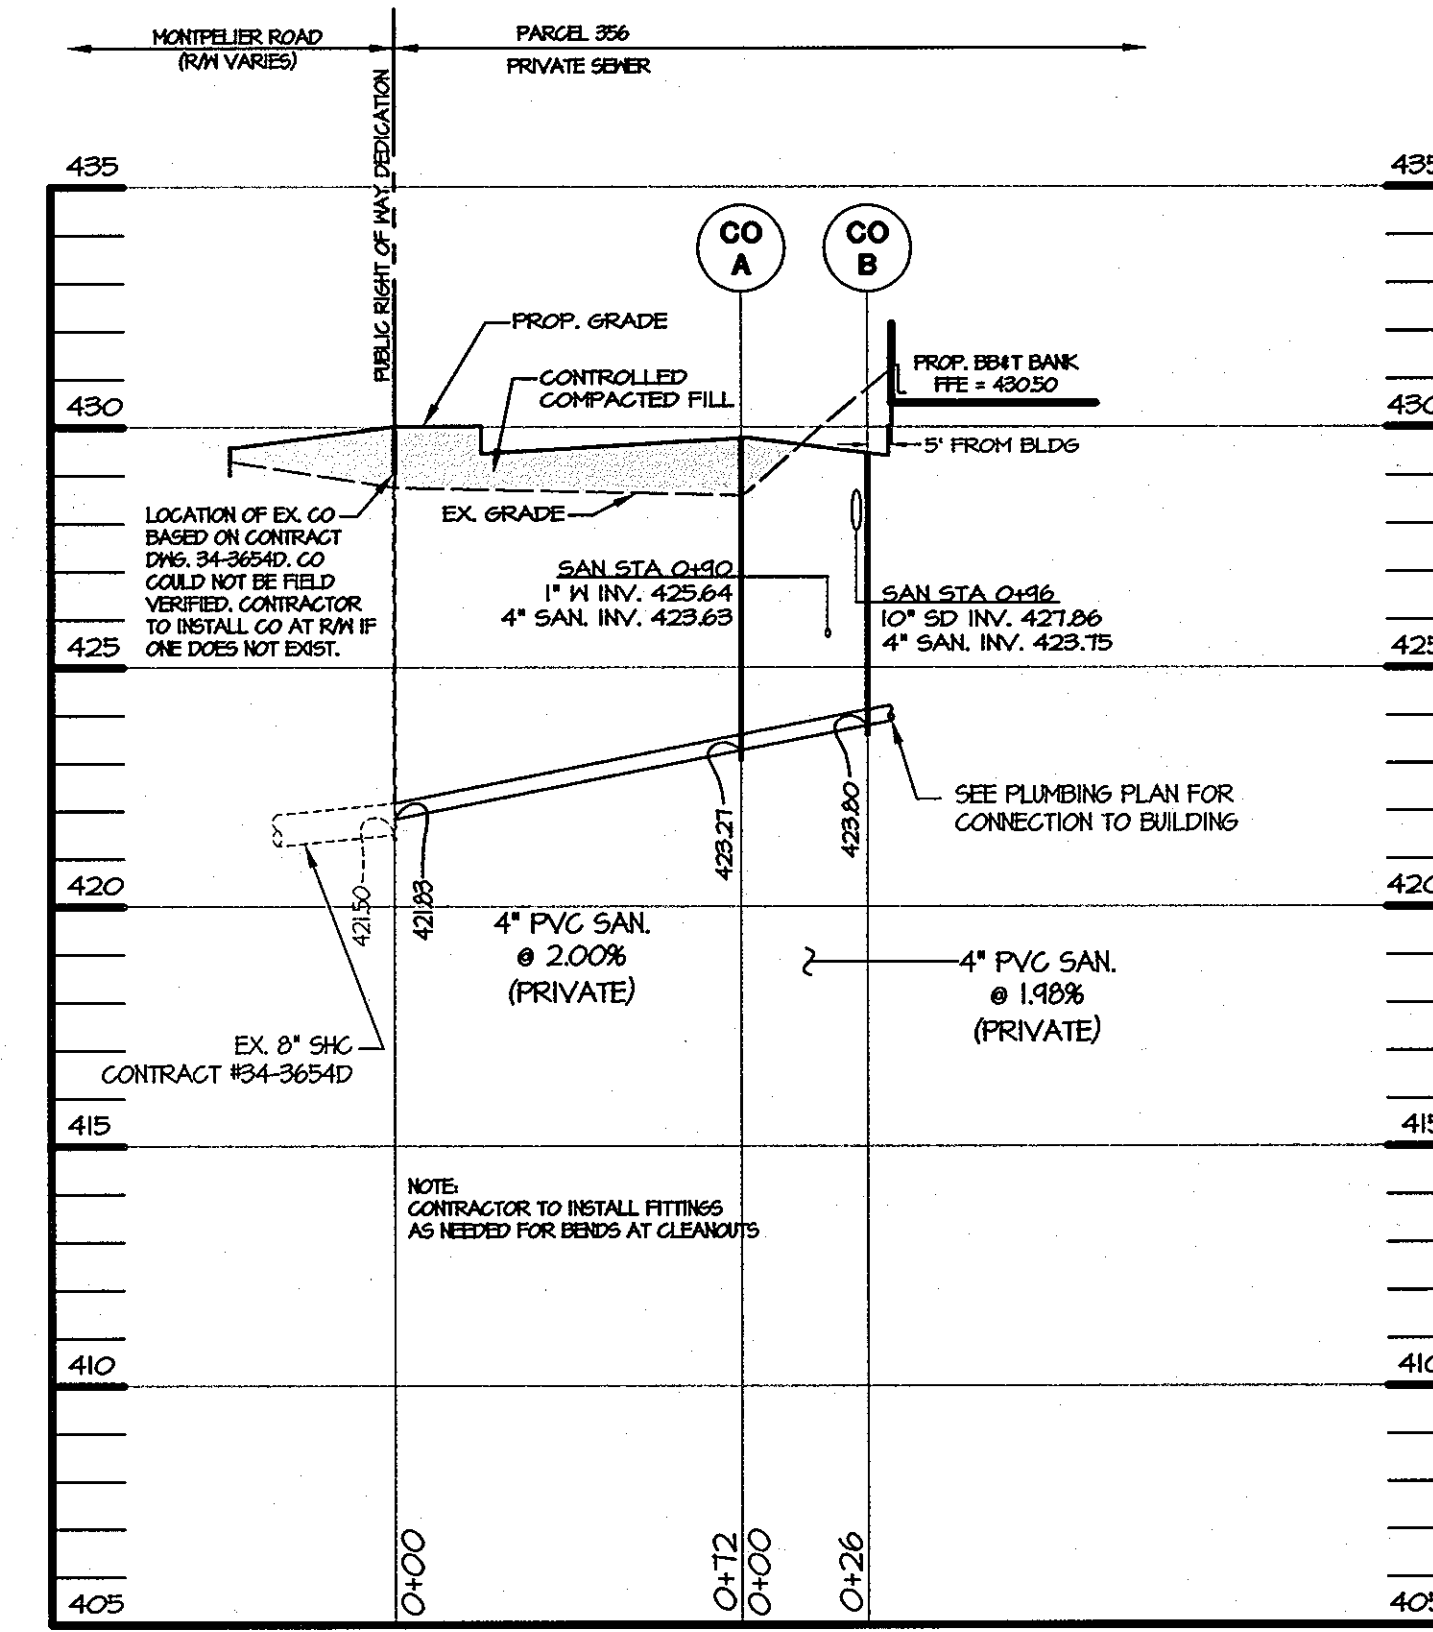 MONTPELIER ROAD
(R/W VARIES)
PARCEL 356
PRIVATE SEWER
PUBLIC RIGHT OF WAY DEDICATION
435
435
CO
A
CO
B
PROP. GRADE
CONTROLLED
COMPACTED FILL
PROP. BB&T BANK
FFE = 430.50
430
430
5' FROM BLDG
EX. GRADE
LOCATION OF EX. CO
BASED ON CONTRACT
DWG. 34-3654D. CO
COULD NOT BE FIELD
VERIFIED. CONTRACTOR
TO INSTALL CO AT R/W IF
ONE DOES NOT EXIST.
SAN STA 0+90
1" W INV. 425.64
4" SAN. INV. 423.63
SAN STA 0+96
10" SD INV. 427.86
4" SAN. INV. 423.75
425
425
SEE PLUMBING PLAN FOR
CONNECTION TO BUILDING
421.50
421.83
423.27
423.80
420
420
4" PVC SAN.
@ 2.00%
(PRIVATE)
4" PVC SAN.
@ 1.98%
(PRIVATE)
EX. 8" SHC
CONTRACT #34-3654D
415
415
NOTE:
CONTRACTOR TO INSTALL FITTINGS
AS NEEDED FOR BENDS AT CLEANOUTS
410
410
0+00
0+72
0+00
0+26
405
405